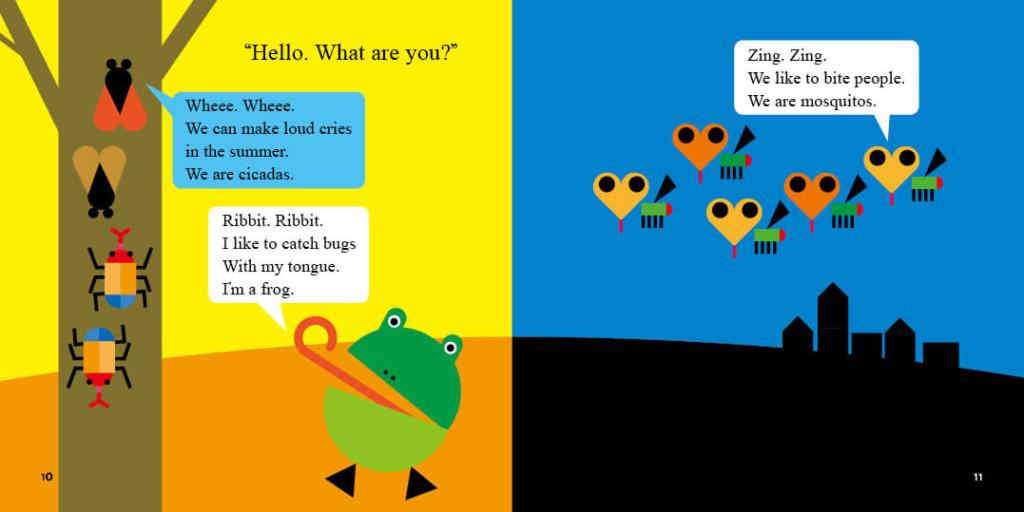 “Hello. What are you?”
Wheee. Wheee.
We can make loud cries
in the summer.
We are cicadas.
Ribbit. Ribbit.
I like to catch bugs
With my tongue.
I'm a frog.
10
Zing. Zing.
We like to bite people.
We are mosquitos.
11